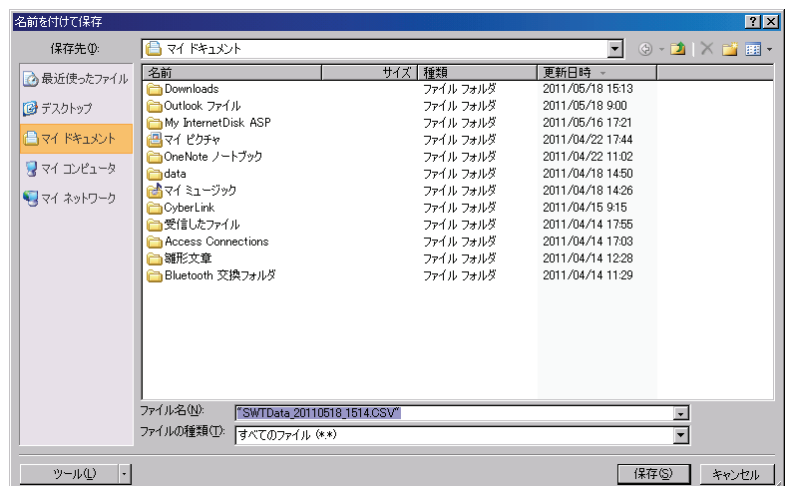 名前を付けて保存
保存先(I):
マイ ドキュメント
最近使ったファイル
デスクトップ
マイ ドキュメント
マイ コンピュータ
マイ ネットワーク
名前 サイズ 種類 更新日時
Downloads ファイル フォルダ 2011/05/18 15:13
Outlook ファイル ファイル フォルダ 2011/05/18 9:00
My InternetDisk ASP ファイル フォルダ 2011/05/16 17:21
マイ ピクチャ ファイル フォルダ 2011/04/22 17:44
OneNote ノートブック ファイル フォルダ 2011/04/22 11:02
data ファイル フォルダ 2011/04/18 14:50
マイ ミュージック ファイル フォルダ 2011/04/18 14:26
CyberLink ファイル フォルダ 2011/04/15 9:15
受信したファイル ファイル フォルダ 2011/04/14 17:55
Access Connections ファイル フォルダ 2011/04/14 17:03
雛形文章 ファイル フォルダ 2011/04/14 12:28
Bluetooth 交換フォルダ ファイル フォルダ 2011/04/14 11:29
ファイル名(N): "SWTData_20110518_1514.CSV"
ファイルの種類(T): すべてのファイル (*.*)
ツール(L) 保存(S) キャンセル